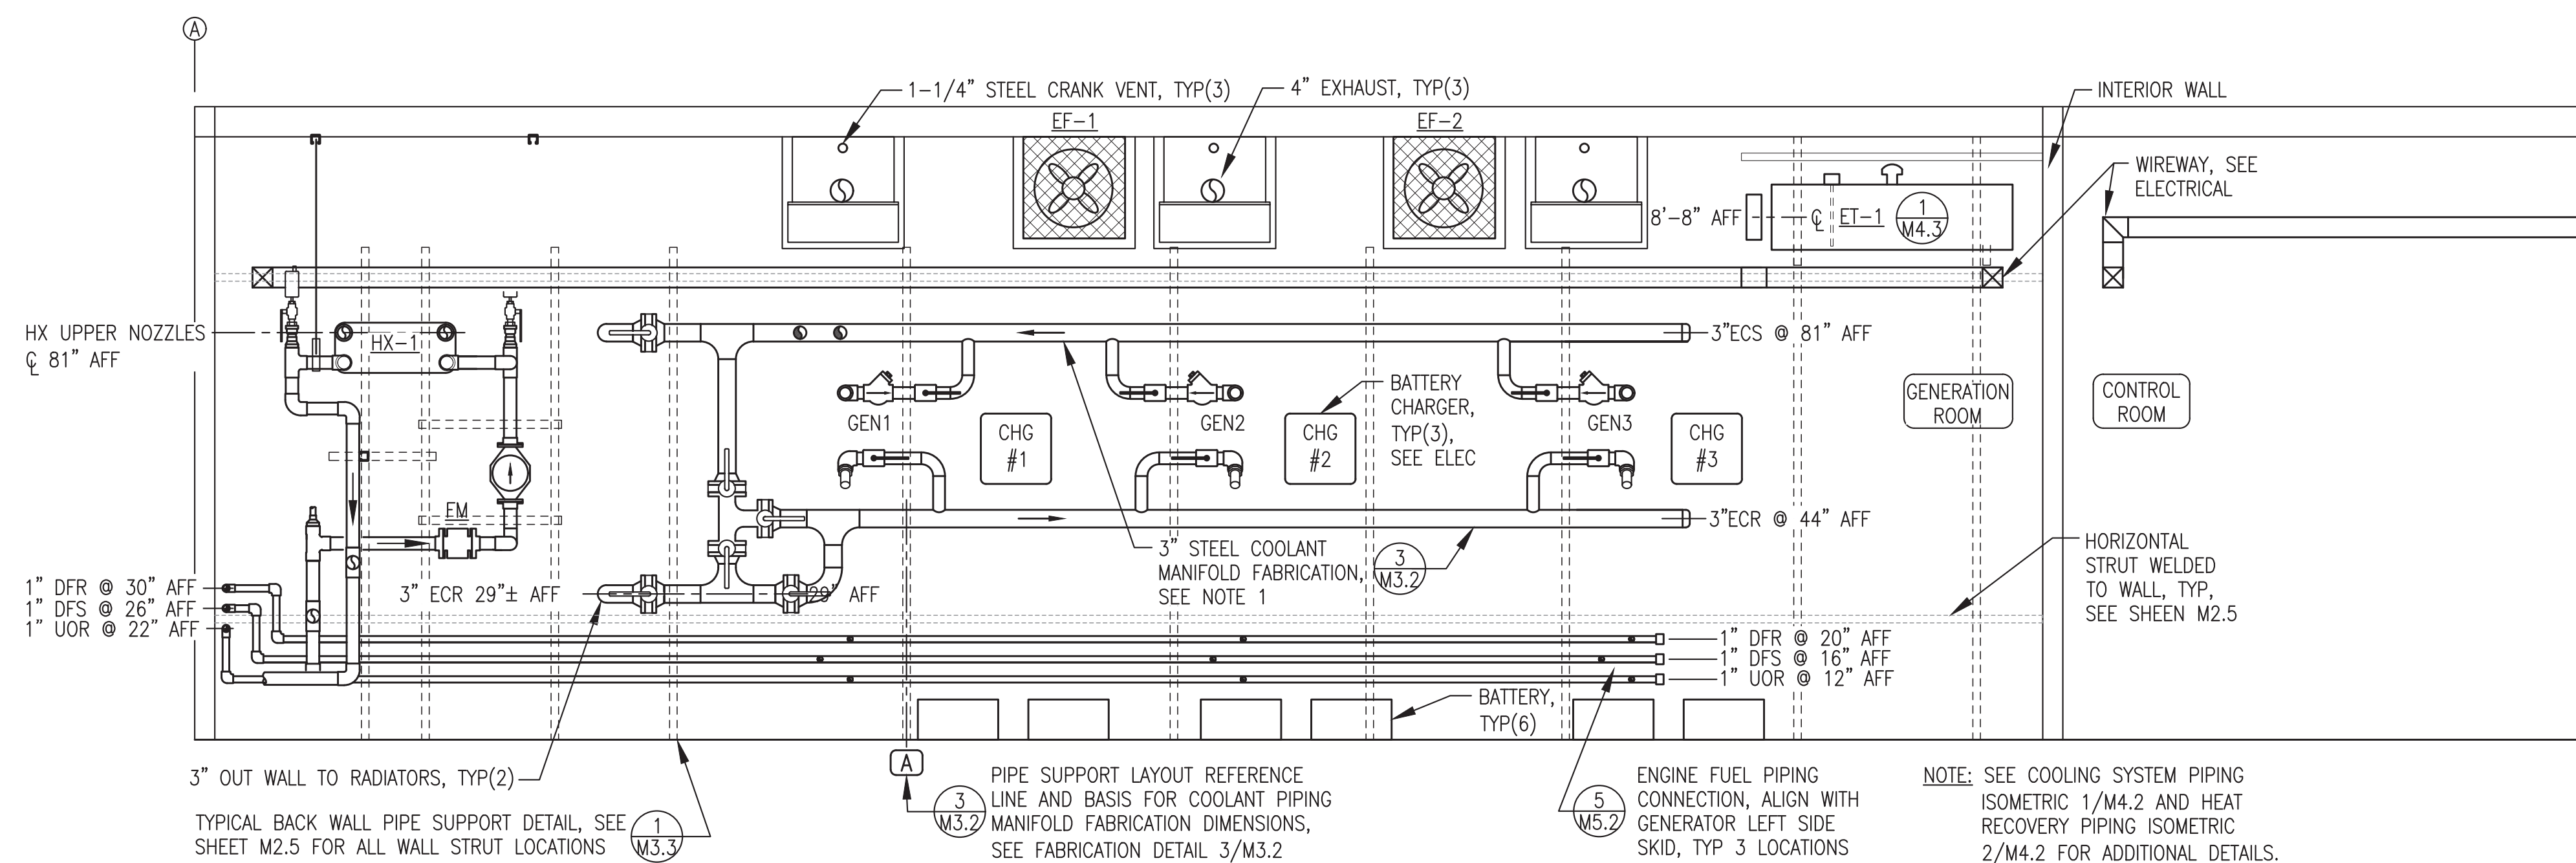 A
1-1/4" STEEL CRANK VENT, TYP(3)
4" EXHAUST, TYP(3)
INTERIOR WALL
EF-1
EF-2
WIREWAY, SEE
ELECTRICAL
8'-8" AFF
℄
ET-1
1
M4.3
HX UPPER NOZZLES
℄ 81" AFF
HX-1
3"ECS @ 81" AFF
BATTERY
CHARGER,
TYP(3),
SEE ELEC
GENERATION
ROOM
CONTROL
ROOM
GEN1
GEN2
GEN3
CHG
#1
CHG
#2
CHG
#3
EM
3"ECR @ 44" AFF
3" STEEL COOLANT
MANIFOLD FABRICATION,
SEE NOTE 1
3
M3.2
HORIZONTAL
STRUT WELDED
TO WALL, TYP,
SEE SHEEN M2.5
1" DFR @ 30" AFF
1" DFS @ 26" AFF
1" UOR @ 22" AFF
3" ECR 29"± AFF
29" AFF
1" DFR @ 20" AFF
1" DFS @ 16" AFF
1" UOR @ 12" AFF
BATTERY,
TYP(6)
3" OUT WALL TO RADIATORS, TYP(2)
TYPICAL BACK WALL PIPE SUPPORT DETAIL, SEE
SHEET M2.5 FOR ALL WALL STRUT LOCATIONS
1
M3.3
A
3
M3.2
PIPE SUPPORT LAYOUT REFERENCE
LINE AND BASIS FOR COOLANT PIPING
MANIFOLD FABRICATION DIMENSIONS,
SEE FABRICATION DETAIL 3/M3.2
5
M5.2
ENGINE FUEL PIPING
CONNECTION, ALIGN WITH
GENERATOR LEFT SIDE
SKID, TYP 3 LOCATIONS
NOTE: SEE COOLING SYSTEM PIPING
ISOMETRIC 1/M4.2 AND HEAT
RECOVERY PIPING ISOMETRIC
2/M4.2 FOR ADDITIONAL DETAILS.